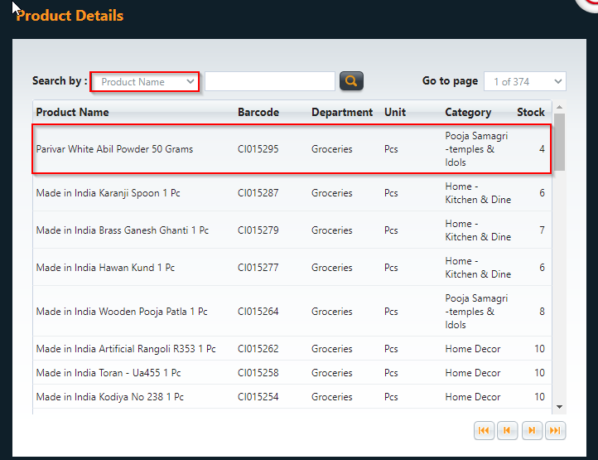 Product Details
Search by : Product Name Go to page 1 of 374
Product Name Barcode Department Unit Category Stock
Parivar White Abil Powder 50 Grams CI015295 Groceries Pcs Pooja Samagri
-temples &
Idols 4
Made in India Karanji Spoon 1 Pc CI015287 Groceries Pcs Home -
Kitchen & Dine 6
Made in India Brass Ganesh Ghanti 1 Pc CI015279 Groceries Pcs Home -
Kitchen & Dine 7
Made in India Hawan Kund 1 Pc CI015277 Groceries Pcs Home -
Kitchen & Dine 6
Made in India Wooden Pooja Patla 1 Pc CI015264 Groceries Pcs Pooja Samagri
-temples &
Idols 8
Made in India Artificial Rangoli R353 1 Pc CI015262 Groceries Pcs Home Decor 10
Made in India Toran - Ua455 1 Pc CI015258 Groceries Pcs Home Decor 10
Made in India Kodiya No 238 1 Pc CI015254 Groceries Pcs Home Decor 10